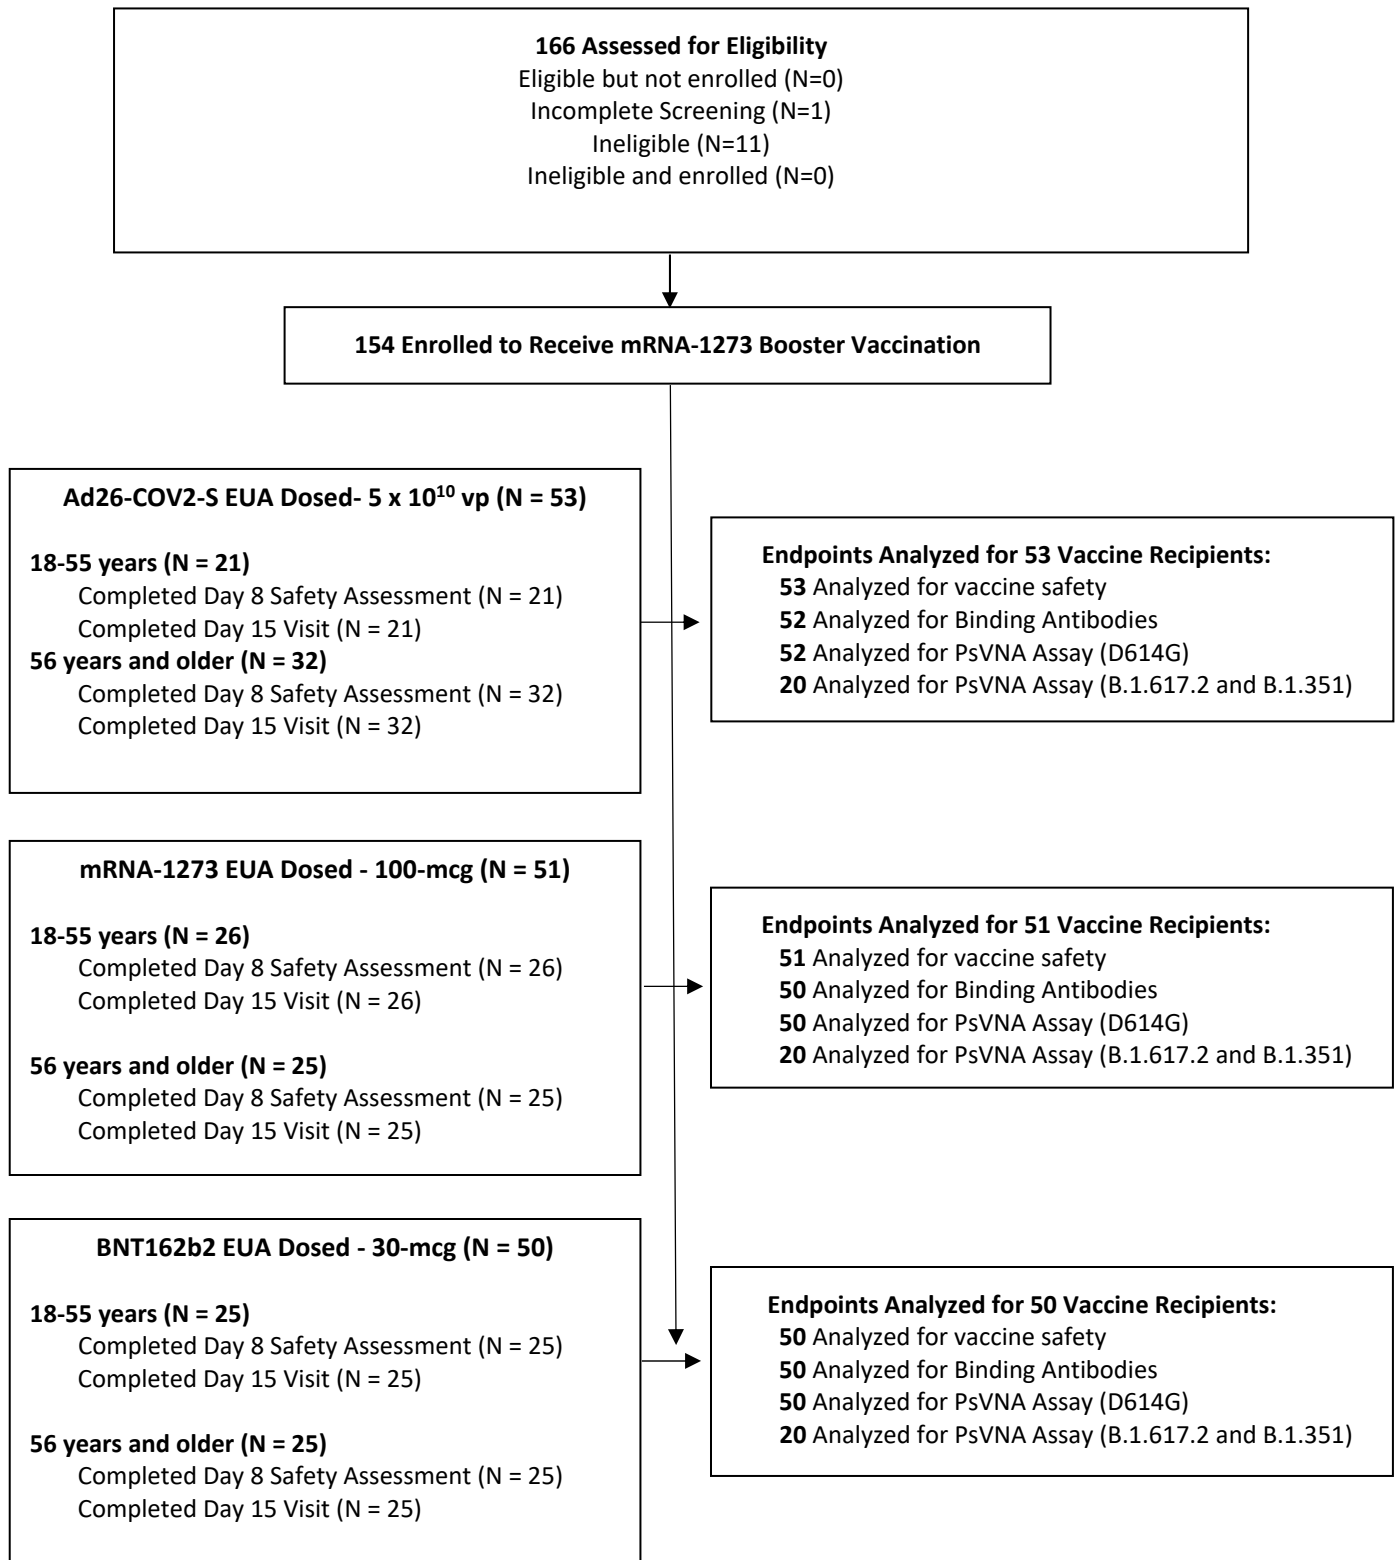 166 Assessed for Eligibility
Eligible but not enrolled (N=0)
Incomplete Screening (N=1)
Ineligible (N=11)
Ineligible and enrolled (N=0)
154 Enrolled to Receive mRNA-1273 Booster Vaccination
Ad26-COV2-S EUA Dosed- 5 x 10¹⁰ vp (N = 53)
18-55 years (N = 21)
Completed Day 8 Safety Assessment (N = 21)
Completed Day 15 Visit (N = 21)
56 years and older (N = 32)
Completed Day 8 Safety Assessment (N = 32)
Completed Day 15 Visit (N = 32)
Endpoints Analyzed for 53 Vaccine Recipients:
53 Analyzed for vaccine safety
52 Analyzed for Binding Antibodies
52 Analyzed for PsVNA Assay (D614G)
20 Analyzed for PsVNA Assay (B.1.617.2 and B.1.351)
mRNA-1273 EUA Dosed - 100-mcg (N = 51)
18-55 years (N = 26)
Completed Day 8 Safety Assessment (N = 26)
Completed Day 15 Visit (N = 26)
56 years and older (N = 25)
Completed Day 8 Safety Assessment (N = 25)
Completed Day 15 Visit (N = 25)
Endpoints Analyzed for 51 Vaccine Recipients:
51 Analyzed for vaccine safety
50 Analyzed for Binding Antibodies
50 Analyzed for PsVNA Assay (D614G)
20 Analyzed for PsVNA Assay (B.1.617.2 and B.1.351)
BNT162b2 EUA Dosed - 30-mcg (N = 50)
18-55 years (N = 25)
Completed Day 8 Safety Assessment (N = 25)
Completed Day 15 Visit (N = 25)
56 years and older (N = 25)
Completed Day 8 Safety Assessment (N = 25)
Completed Day 15 Visit (N = 25)
Endpoints Analyzed for 50 Vaccine Recipients:
50 Analyzed for vaccine safety
50 Analyzed for Binding Antibodies
50 Analyzed for PsVNA Assay (D614G)
20 Analyzed for PsVNA Assay (B.1.617.2 and B.1.351)